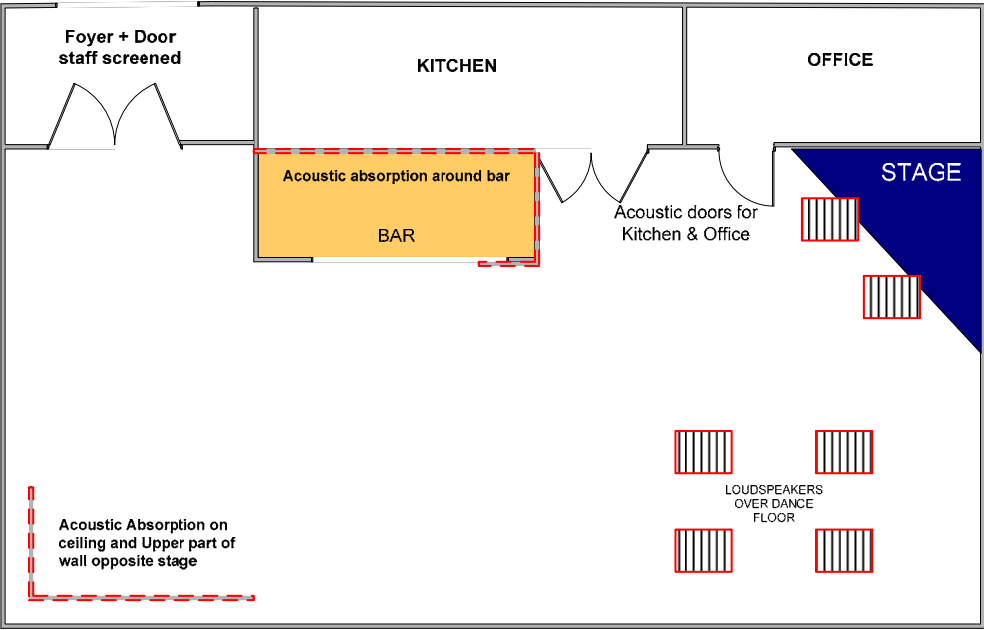 Foyer + Door
staff screened
KITCHEN
OFFICE
Acoustic absorption around bar
BAR
Acoustic doors for
Kitchen & Office
STAGE
LOUDSPEAKERS
OVER DANCE
FLOOR
Acoustic Absorption on
ceiling and Upper part of
wall opposite stage